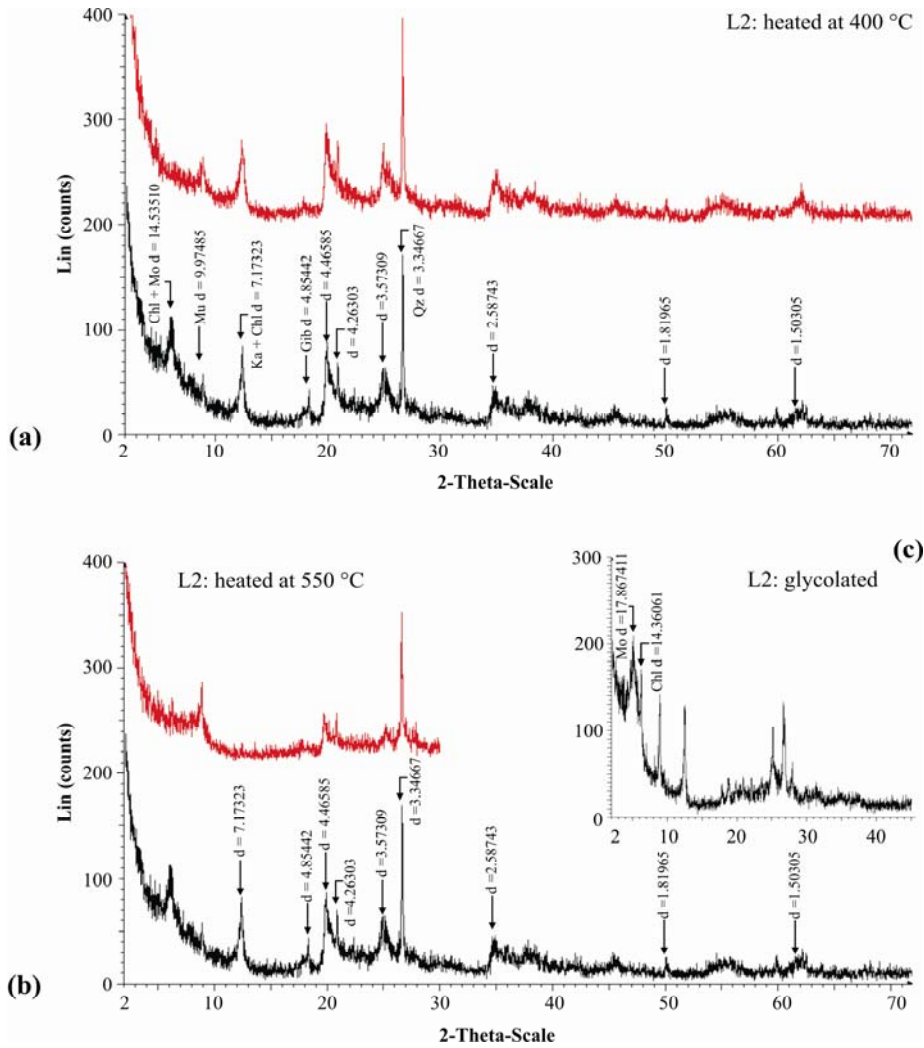 L2: heated at 400 °C
Lin (counts)
400
300
200
100
0
Chl + Mo d = 14.53510
Mu d = 9.97485
Ka + Chl d = 7.17323
Gib d = 4.85442
d = 4.46585
d = 4.26303
d =3.57309
Qz d = 3.34667
d = 2.58743
d =1.81965
d = 1.50305
(a)
2
10
20
30
40
50
60
70
2-Theta-Scale
L2: heated at 550 °C
Lin (counts)
400
300
200
100
0
d = 7.17323
d = 4.85442
d = 4.46585
d =4.26303
d =3.57309
d =3.34667
d =2.58743
d =1.81965
d = 1.50305
(b)
2
10
20
30
40
50
60
70
2-Theta-Scale
(c)
L2: glycolated
300
200
100
0
Mo d =17.867411
Chl d =14.36061
2
10
20
30
40